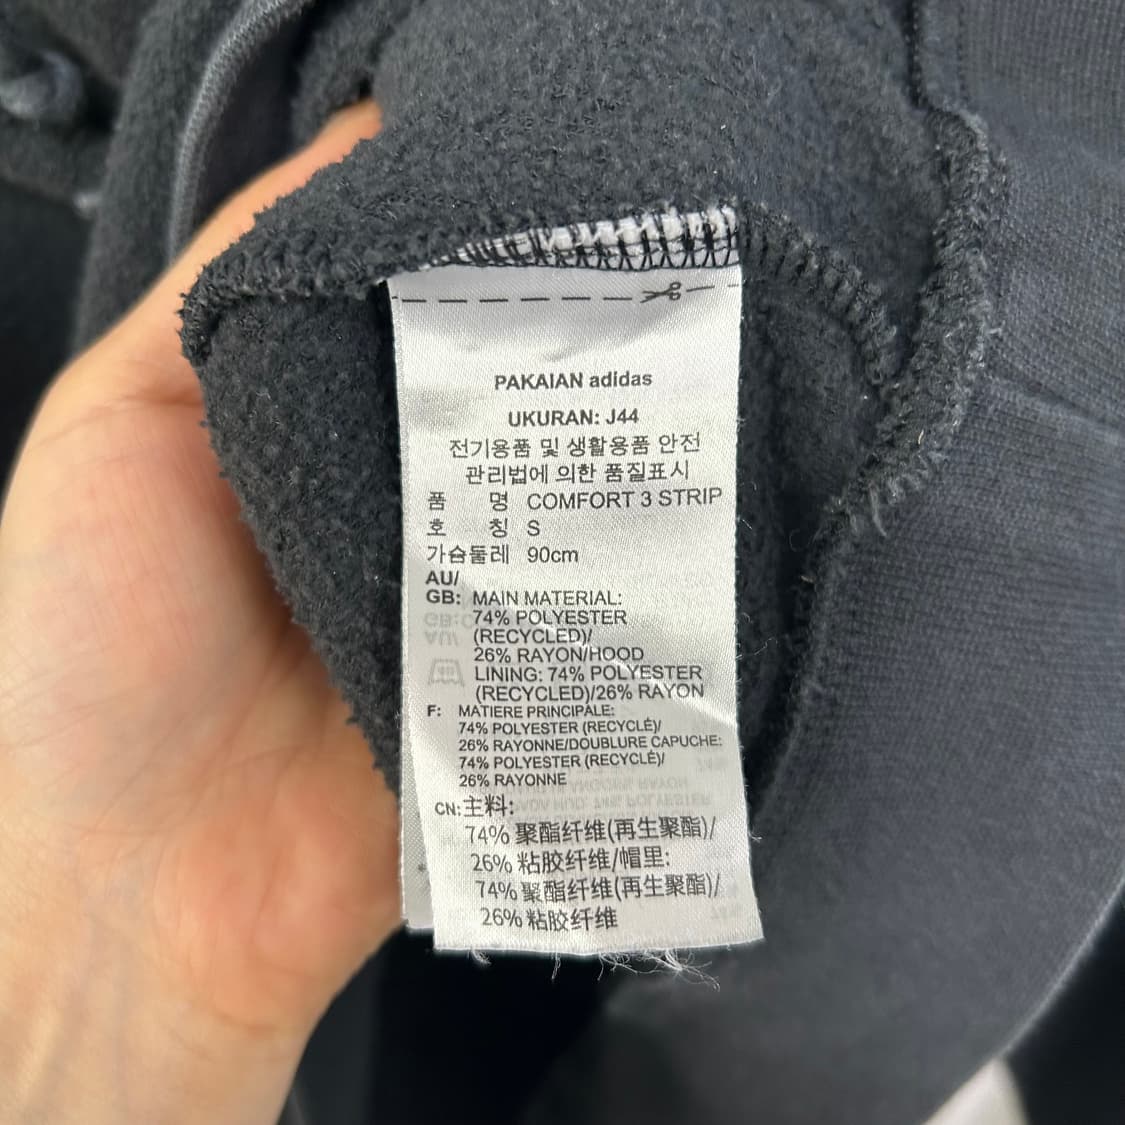 PAKAIAN adidas
UKURAN: J44
전기용품 및 생활용품 안전
관리법에 의한 품질표시
품 명 COMFORT 3 STRIP
호 칭 S
가슴둘레 90cm
AU/
GB: MAIN MATERIAL:
74% POLYESTER
(RECYCLED)/
26% RAYON/HOOD
LINING: 74% POLYESTER
(RECYCLED)/26% RAYON
F: MATIERE PRINCIPALE:
74% POLYESTER (RECYCLÉ)/
26% RAYONNE/DOUBLURE CAPUCHE:
74% POLYESTER (RECYCLÉ)/
26% RAYONNE
CN: 主料:
74% 聚酯纤维(再生聚酯)/
26% 粘胶纤维/帽里:
74% 聚酯纤维(再生聚酯)/
26% 粘胶纤维